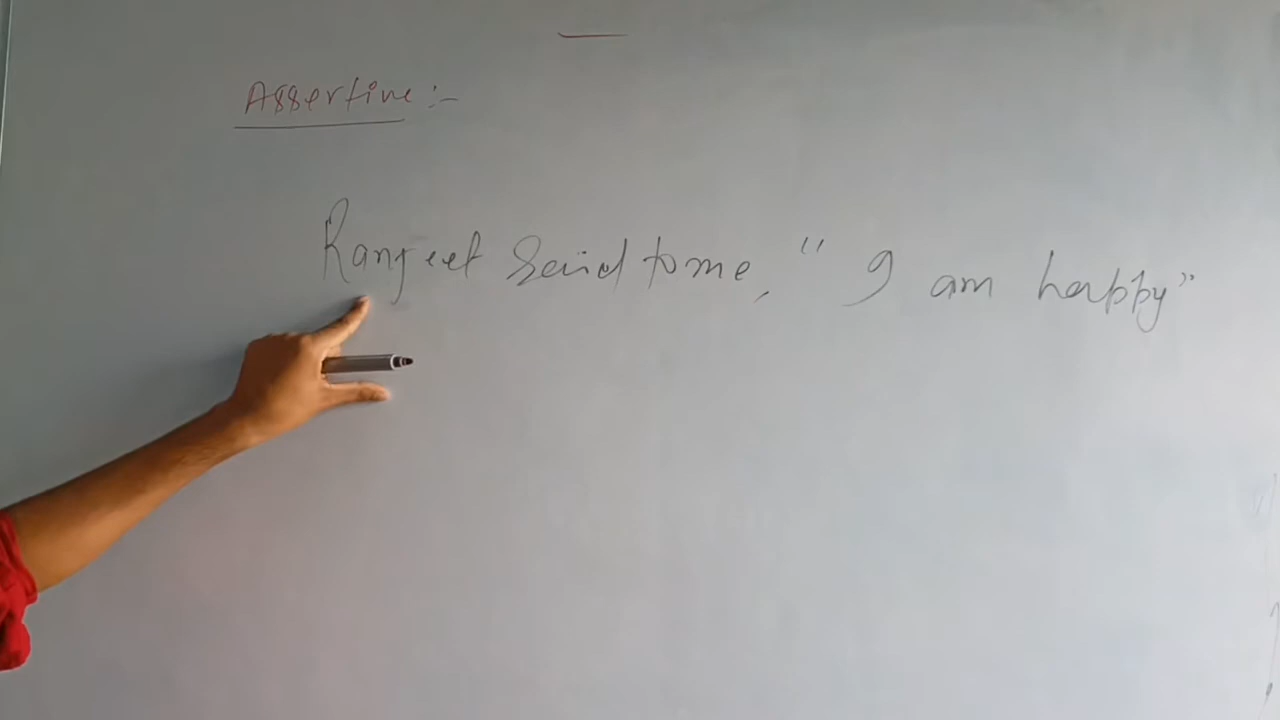 Assertive :-
Ranjeet said to me, " I am happy"